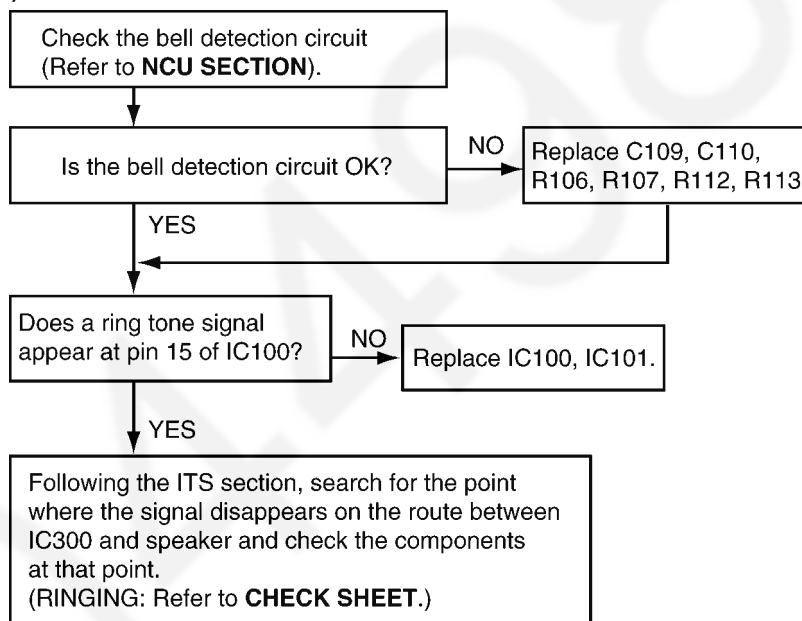 Check the bell detection circuit
(Refer to NCU SECTION).
Is the bell detection circuit OK?
NO
Replace C109, C110,
R106, R107, R112, R113
YES
Does a ring tone signal
appear at pin 15 of IC100?
NO
Replace IC100, IC101.
YES
Following the ITS section, search for the point
where the signal disappears on the route between
IC300 and speaker and check the components
at that point.
(RINGING: Refer to CHECK SHEET.)